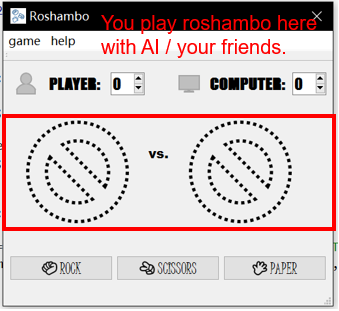 Roshambo
You play roshambo here
game help
with AI / your friends.
PLAYER: 0
COMPUTER: 0
vs.
ROCK
SCISSORS
PAPER